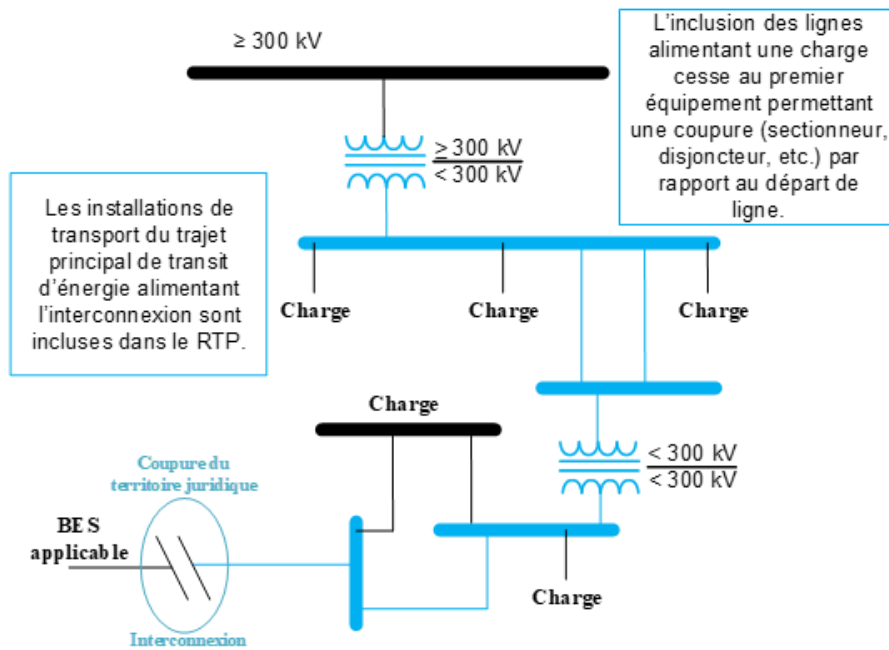 ≥ 300 kV
L'inclusion des lignes
alimentant une charge
cesse au premier
équipement permettant
une coupure (sectionneur,
disjoncteur, etc.) par
rapport au départ de
ligne.
≥ 300 kV
< 300 kV
Les installations de
transport du trajet
principal de transit
d'énergie alimentant
l'interconnexion sont
incluses dans le RTP.
Charge
Charge
Charge
Charge
< 300 kV
< 300 kV
Coupure du
territoire juridique
BES
applicable
Charge
Interconnexion